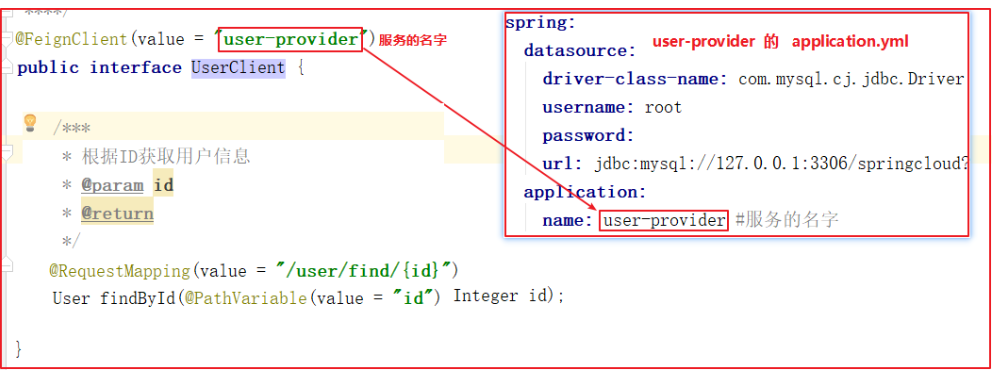 ****/
@FeignClient(value = "user-provider") 服务的名字
public interface UserClient {
/***
* 根据ID获取用户信息
* @param id
* @return
*/
@RequestMapping(value = "/user/find/{id}")
User findById(@PathVariable(value = "id") Integer id);
}
spring:
user-provider 的 application.yml
datasource:
driver-class-name: com.mysql.cj.jdbc.Driver
username: root
password:
url: jdbc:mysql://127.0.0.1:3306/springcloud?
application:
name: user-provider #服务的名字